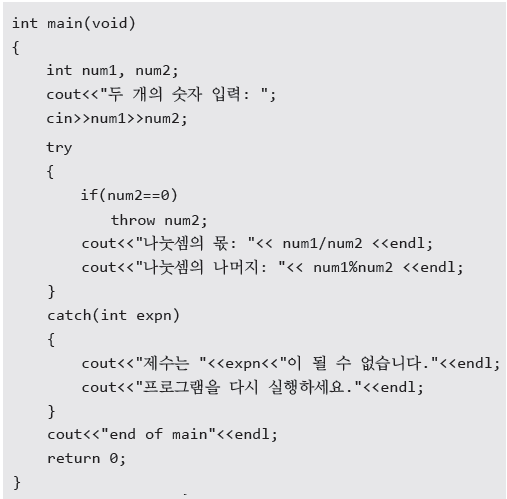 int main(void)
{
    int num1, num2;
    cout<<"두 개의 숫자 입력: ";
    cin>>num1>>num2;
    try
    {
        if(num2==0)
            throw num2;
        cout<<"나눗셈의 몫: "<< num1/num2 <<endl;
        cout<<"나눗셈의 나머지: "<< num1%num2 <<endl;
    }
    catch(int expn)
    {
        cout<<"제수는 "<<expn<<"이 될 수 없습니다."<<endl;
        cout<<"프로그램을 다시 실행하세요."<<endl;
    }
    cout<<"end of main"<<endl;
    return 0;
}